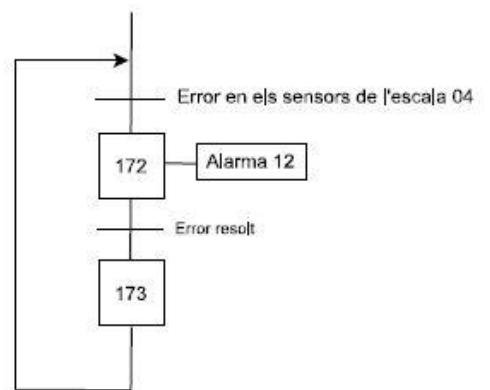 Error en els sensors de l'escala 04
172
Alarma 12
Error resolt
173